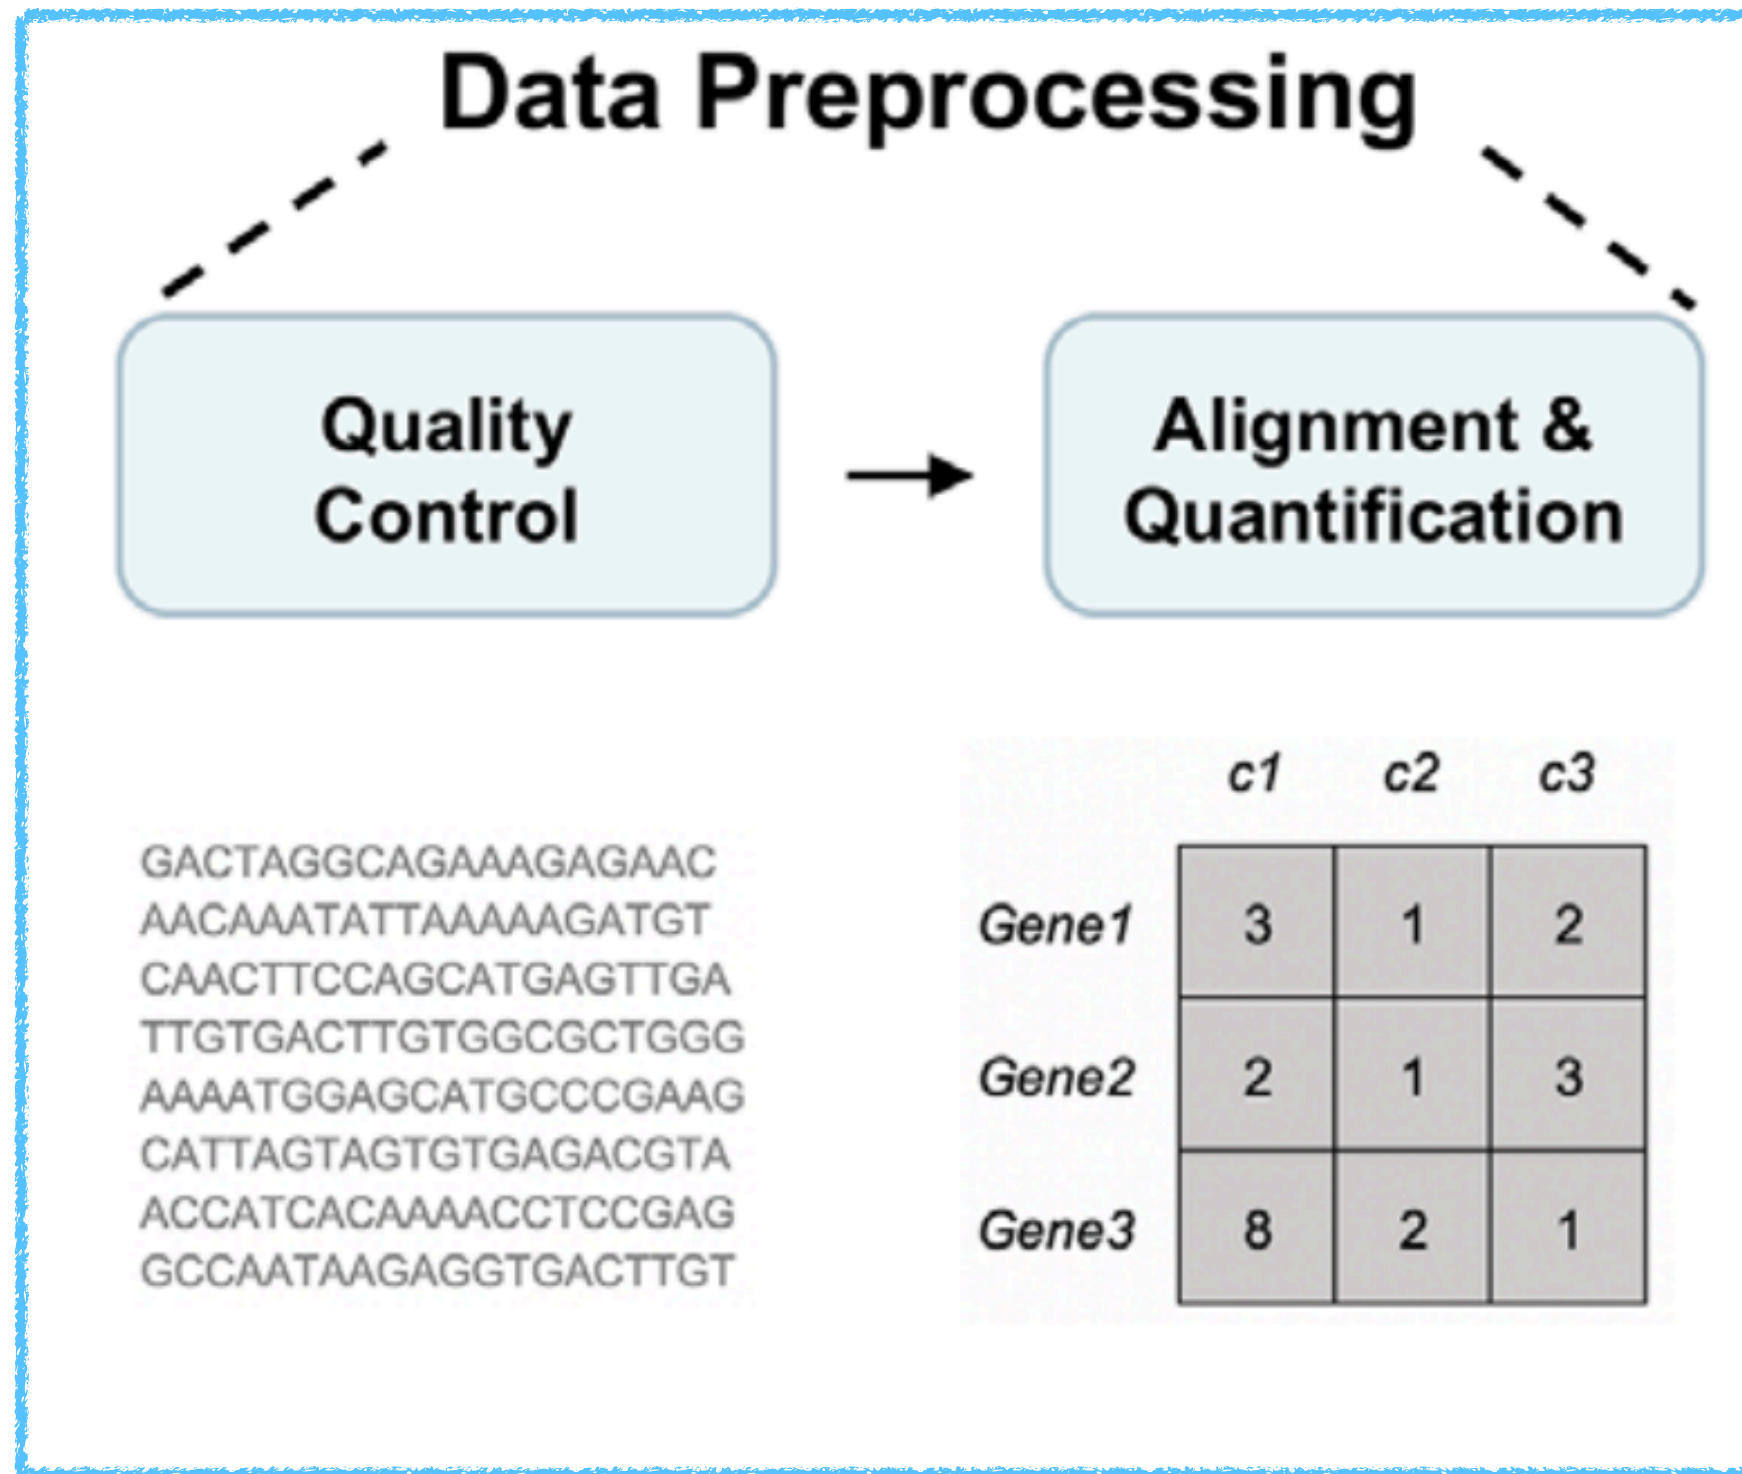 Data Preprocessing
Quality
Control
Alignment &
Quantification
GACTAGGCAGAAAGAGAAC
AACAAATATTAAAAAGATGT
CAACTTCCAGCATGAGTTGA
TTGTGACTTGTGGCGCTGGG
AAAATGGAGCATGCCCGAAG
CATTAGTAGTGTGAGACGTA
ACCATCACAAAACCTCCGAG
GCCAATAAGAGGTGACTTGT
c1 c2 c3
Gene1 3 1 2
Gene2 2 1 3
Gene3 8 2 1